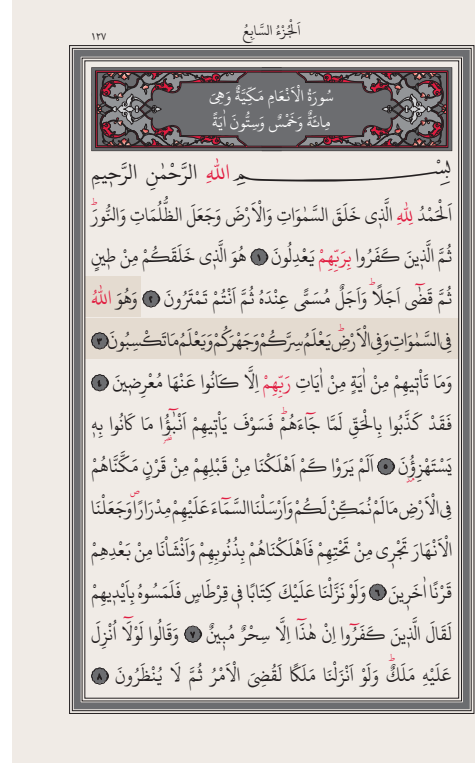 اَلْجُزْءُ السَّابِعُ
١٢٧
سُورَةُ الْاَنْعَامِ مَكِّيَّةٌ وَهِىَ
مِائَةٌ وَخَمْسٌ وَسِتُّونَ اٰيَةً
بِسْمِ اللّٰهِ الرَّحْمٰنِ الرَّحِيمِ
اَلْحَمْدُ لِلّٰهِ الَّذِى خَلَقَ السَّمٰوَاتِ وَالْاَرْضَ وَجَعَلَ الظُّلُمَاتِ وَالنُّورَؕ
ثُمَّ الَّذِينَ كَفَرُوا بِرَبِّهِمْ يَعْدِلُونَ ١ هُوَ الَّذِى خَلَقَكُمْ مِنْ طِينٍ
ثُمَّ قَضٰٓى اَجَلًاؕ وَاَجَلٌ مُسَمًّى عِنْدَهُ ثُمَّ اَنْتُمْ تَمْتَرُونَ ٢ وَهُوَ اللّٰهُ
فِى السَّمٰوَاتِ وَفِى الْاَرْضِؕ يَعْلَمُ سِرَّكُمْ وَجَهْرَكُمْ وَيَعْلَمُ مَا تَكْسِبُونَ ٣
وَمَا تَأْتِيهِمْ مِنْ اٰيَةٍ مِنْ اٰيَاتِ رَبِّهِمْ اِلَّا كَانُوا عَنْهَا مُعْرِضِينَ ٤
فَقَدْ كَذَّبُوا بِالْحَقِّ لَمَّا جَٓاءَهُمْؕ فَسَوْفَ يَأْتِيهِمْ اَنْبٰٓؤُا مَا كَانُوا بِهٖ
يَسْتَهْزِؤُ۫نَ ٥ اَلَمْ يَرَوْا كَمْ اَهْلَكْنَا مِنْ قَبْلِهِمْ مِنْ قَرْنٍ مَكَّنَّاهُمْ
فِى الْاَرْضِ مَا لَمْ نُمَكِّنْ لَكُمْ وَاَرْسَلْنَا السَّمَٓاءَ عَلَيْهِمْ مِدْرَارًاۖ وَجَعَلْنَا
الْاَنْهَارَ تَجْرِى مِنْ تَحْتِهِمْ فَاَهْلَكْنَاهُمْ بِذُنُوبِهِمْ وَاَنْشَأْنَا مِنْ بَعْدِهِمْ
قَرْنًا اٰخَرِينَ ٦ وَلَوْ نَزَّلْنَا عَلَيْكَ كِتَابًا فِى قِرْطَاسٍ فَلَمَسُوهُ بِاَيْدِيهِمْ
لَقَالَ الَّذِينَ كَفَرُٓوا اِنْ هٰذَٓا اِلَّا سِحْرٌ مُبِينٌ ٧ وَقَالُوا لَوْلَٓا اُنْزِلَ
عَلَيْهِ مَلَكٌؕ وَلَوْ اَنْزَلْنَا مَلَكًا لَقُضِىَ الْاَمْرُ ثُمَّ لَا يُنْظَرُونَ ٨